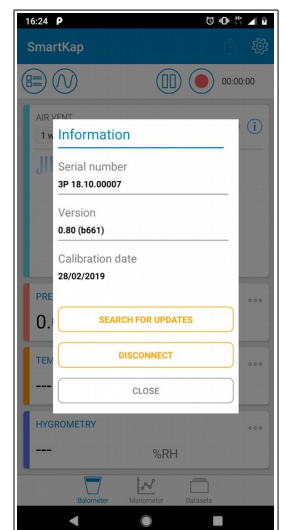 16:24 P
SmartKap
00:00:00
AIR VENT
1 w
Information
Serial number
3P 18.10.00007
Version
0.80 (b661)
Calibration date
28/02/2019
PRE
0.
SEARCH FOR UPDATES
TEM
DISCONNECT
---
CLOSE
HYGROMETRY
---
%RH
Balometer Manometer Datasets